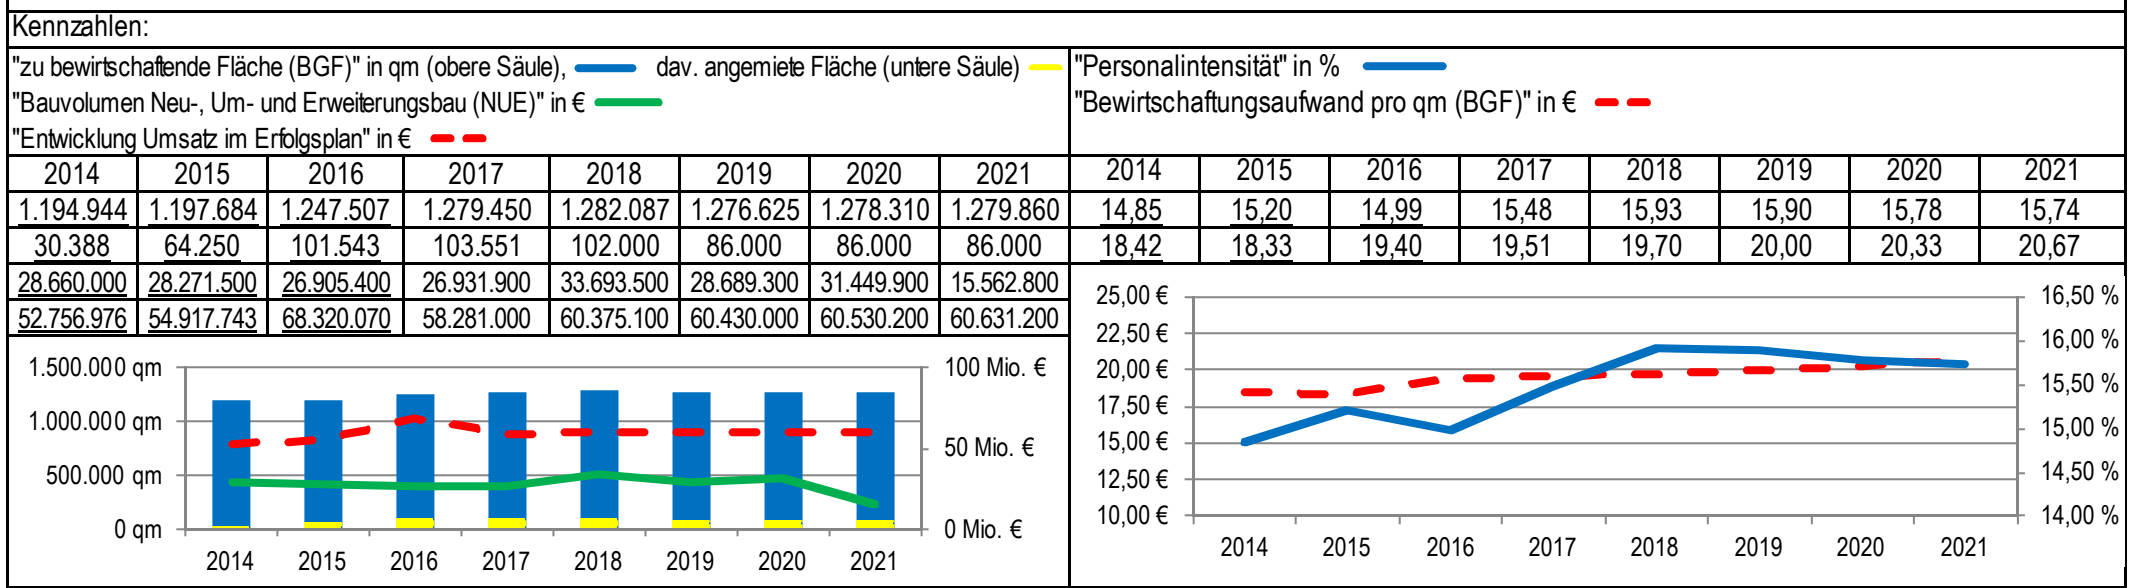 Kennzahlen:
"zu bewirtschaftende Fläche (BGF)" in qm (obere Säule), dav. angemiete Fläche (untere Säule)
"Bauvolumen Neu-, Um- und Erweiterungsbau (NUE)" in €
"Entwicklung Umsatz im Erfolgsplan" in €
2014 2015 2016 2017 2018 2019 2020 2021
1.194.944 1.197.684 1.247.507 1.279.450 1.282.087 1.276.625 1.278.310 1.279.860
30.388 64.250 101.543 103.551 102.000 86.000 86.000 86.000
28.660.000 28.271.500 26.905.400 26.931.900 33.693.500 28.689.300 31.449.900 15.562.800
52.756.976 54.917.743 68.320.070 58.281.000 60.375.100 60.430.000 60.530.200 60.631.200
1.500.000 qm 100 Mio. €
1.000.000 qm
50 Mio. €
500.000 qm
0 qm 0 Mio. €
2014 2015 2016 2017 2018 2019 2020 2021
"Personalintensität" in %
"Bewirtschaftungsaufwand pro qm (BGF)" in €
2014 2015 2016 2017 2018 2019 2020 2021
14,85 15,20 14,99 15,48 15,93 15,90 15,78 15,74
18,42 18,33 19,40 19,51 19,70 20,00 20,33 20,67
25,00 € 16,50 %
22,50 € 16,00 %
20,00 € 15,50 %
17,50 €
15,00 € 15,00 %
12,50 € 14,50 %
10,00 € 14,00 %
2014 2015 2016 2017 2018 2019 2020 2021